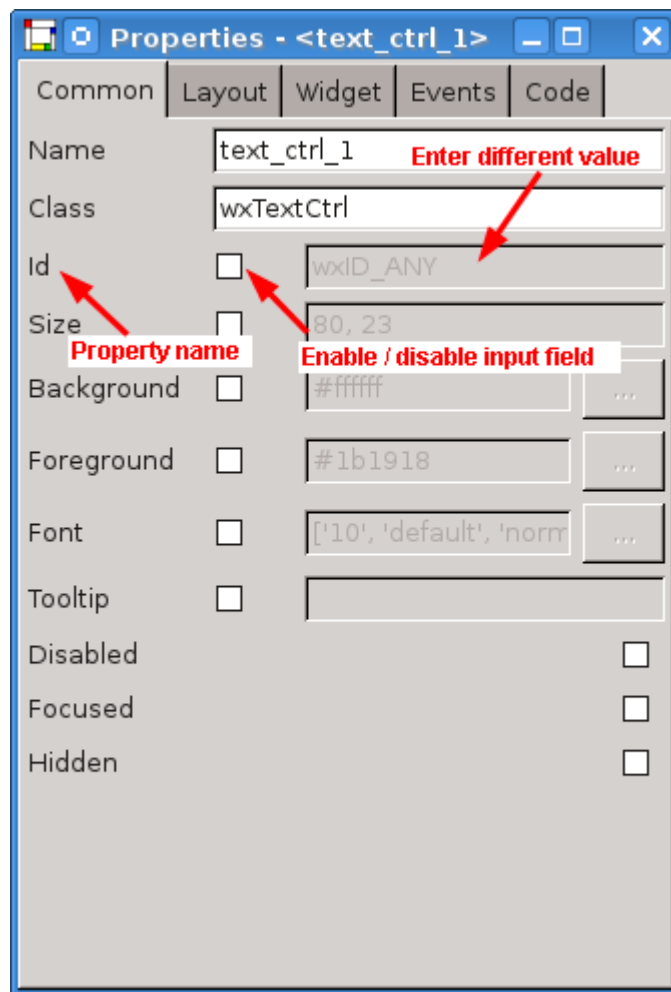 Properties - <text_ctrl_1>
Common Layout Widget Events Code
Name text_ctrl_1
Enter different value
Class wxTextCtrl
Id wxID_ANY
Size 80, 23
Property name Enable / disable input field
Background #ffffff ...
Foreground #1b1918 ...
Font ['10', 'default', 'norm ...
Tooltip
Disabled
Focused
Hidden